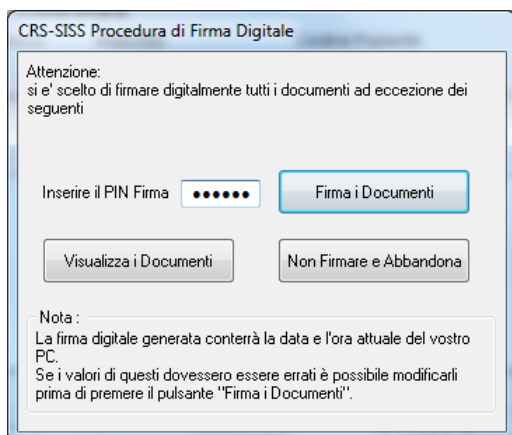 CRS-SISS Procedura di Firma Digitale
Attenzione:
si e' scelto di firmare digitalmente tutti i documenti ad eccezione dei
seguenti
Inserire il PIN Firma ●●●●●● Firma i Documenti
Visualizza i Documenti Non Firmare e Abbandona
Nota :
La firma digitale generata conterrà la data e l'ora attuale del vostro
PC.
Se i valori di questi dovessero essere errati è possibile modificarli
prima di premere il pulsante "Firma i Documenti".